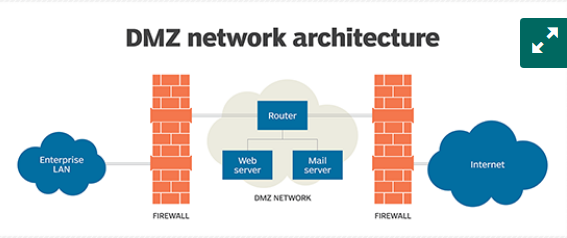 DMZ network architecture
Router
Enterprise
LAN
Web
server
Mail
server
Internet
DMZ NETWORK
FIREWALL
FIREWALL